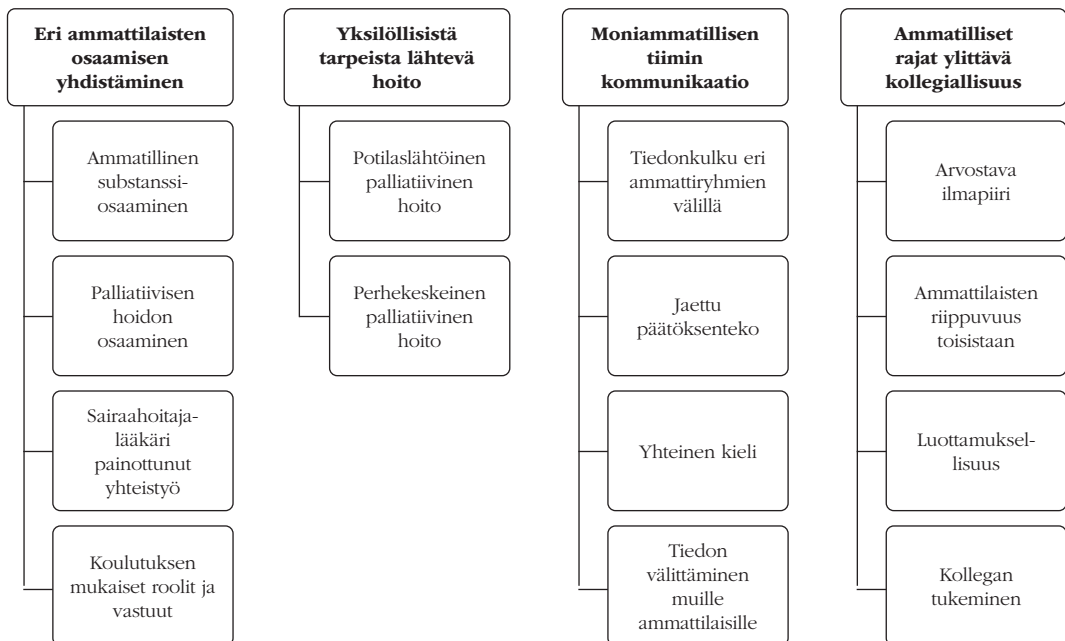 Eri ammattilaisten
osaamisen
yhdistäminen
Ammatillinen
substanssi-
osaaminen
Palliatiivisen
hoidon
osaaminen
Sairaahoitaja-
lääkäri
painottunut
yhteistyö
Koulutuksen
mukaiset roolit ja
vastuut
Yksilöllisistä
tarpeista lähtevä
hoito
Potilaslähtöinen
palliatiivinen
hoito
Perhekeskeinen
palliatiivinen
hoito
Moniammatillisen
tiimin
kommunikaatio
Tiedonkulku eri
ammattiryhmien
välillä
Jaettu
päätöksenteko
Yhteinen kieli
Tiedon
välittäminen
muille
ammattilaisille
Ammatilliset
rajat ylittävä
kollegiallisuus
Arvostava
ilmapiiri
Ammattilaisten
riippuvuus
toisistaan
Luottamuksel-
lisuus
Kollegan
tukeminen